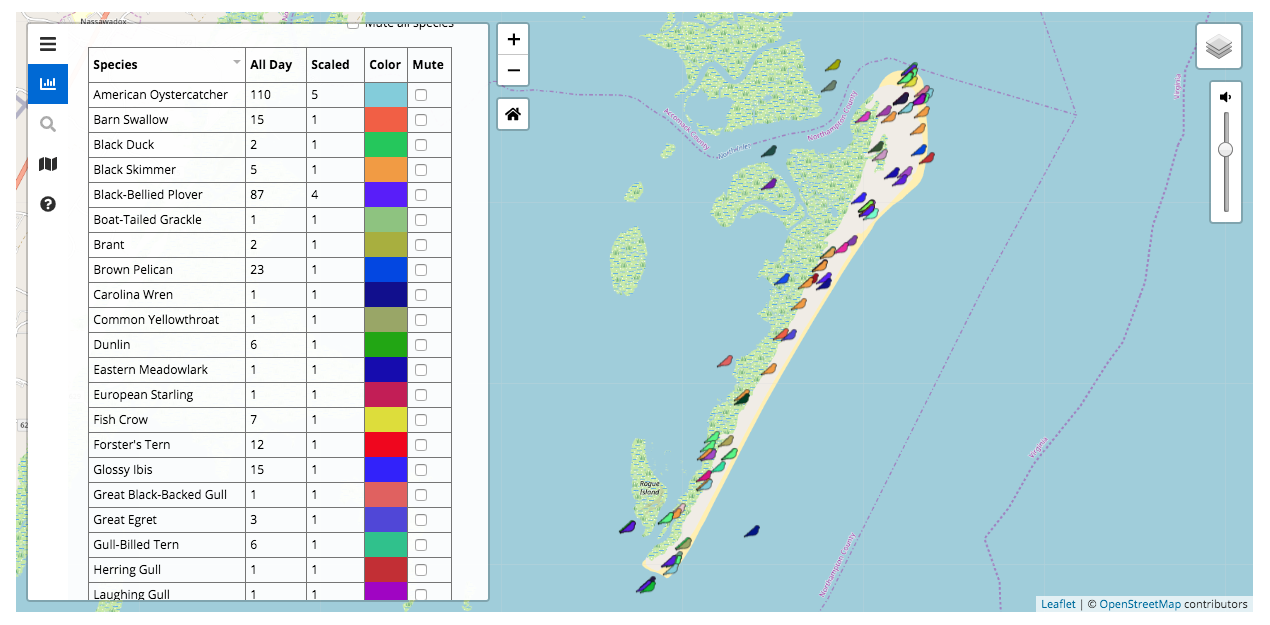 Nassawadox
Mute all species
Species All Day Scaled Color Mute
American Oystercatcher 110 5
Barn Swallow 15 1
Black Duck 2 1
Black Skimmer 5 1
Black-Bellied Plover 87 4
Boat-Tailed Grackle 1 1
Brant 2 1
Brown Pelican 23 1
Carolina Wren 1 1
Common Yellowthroat 1 1
Dunlin 6 1
Eastern Meadowlark 1 1
European Starling 1 1
Fish Crow 7 1
Forster's Tern 12 1
Glossy Ibis 15 1
Great Black-Backed Gull 1 1
Great Egret 3 1
Gull-Billed Tern 6 1
Herring Gull 1 1
Laughing Gull 1 1
62
+
−
Accomack County
Northampton County
Virginia
Virginia
Rogue
Island
Northampton County
Leaflet | © OpenStreetMap contributors